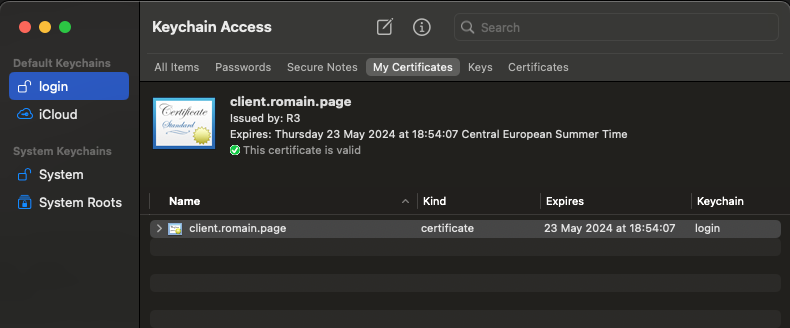 Keychain Access
Search
Default Keychains
login
iCloud
System Keychains
System
System Roots
All Items Passwords Secure Notes My Certificates Keys Certificates
Certificate
Standard
client.romain.page
Issued by: R3
Expires: Thursday 23 May 2024 at 18:54:07 Central European Summer Time
This certificate is valid
Name Kind Expires Keychain
client.romain.page certificate 23 May 2024 at 18:54:07 login